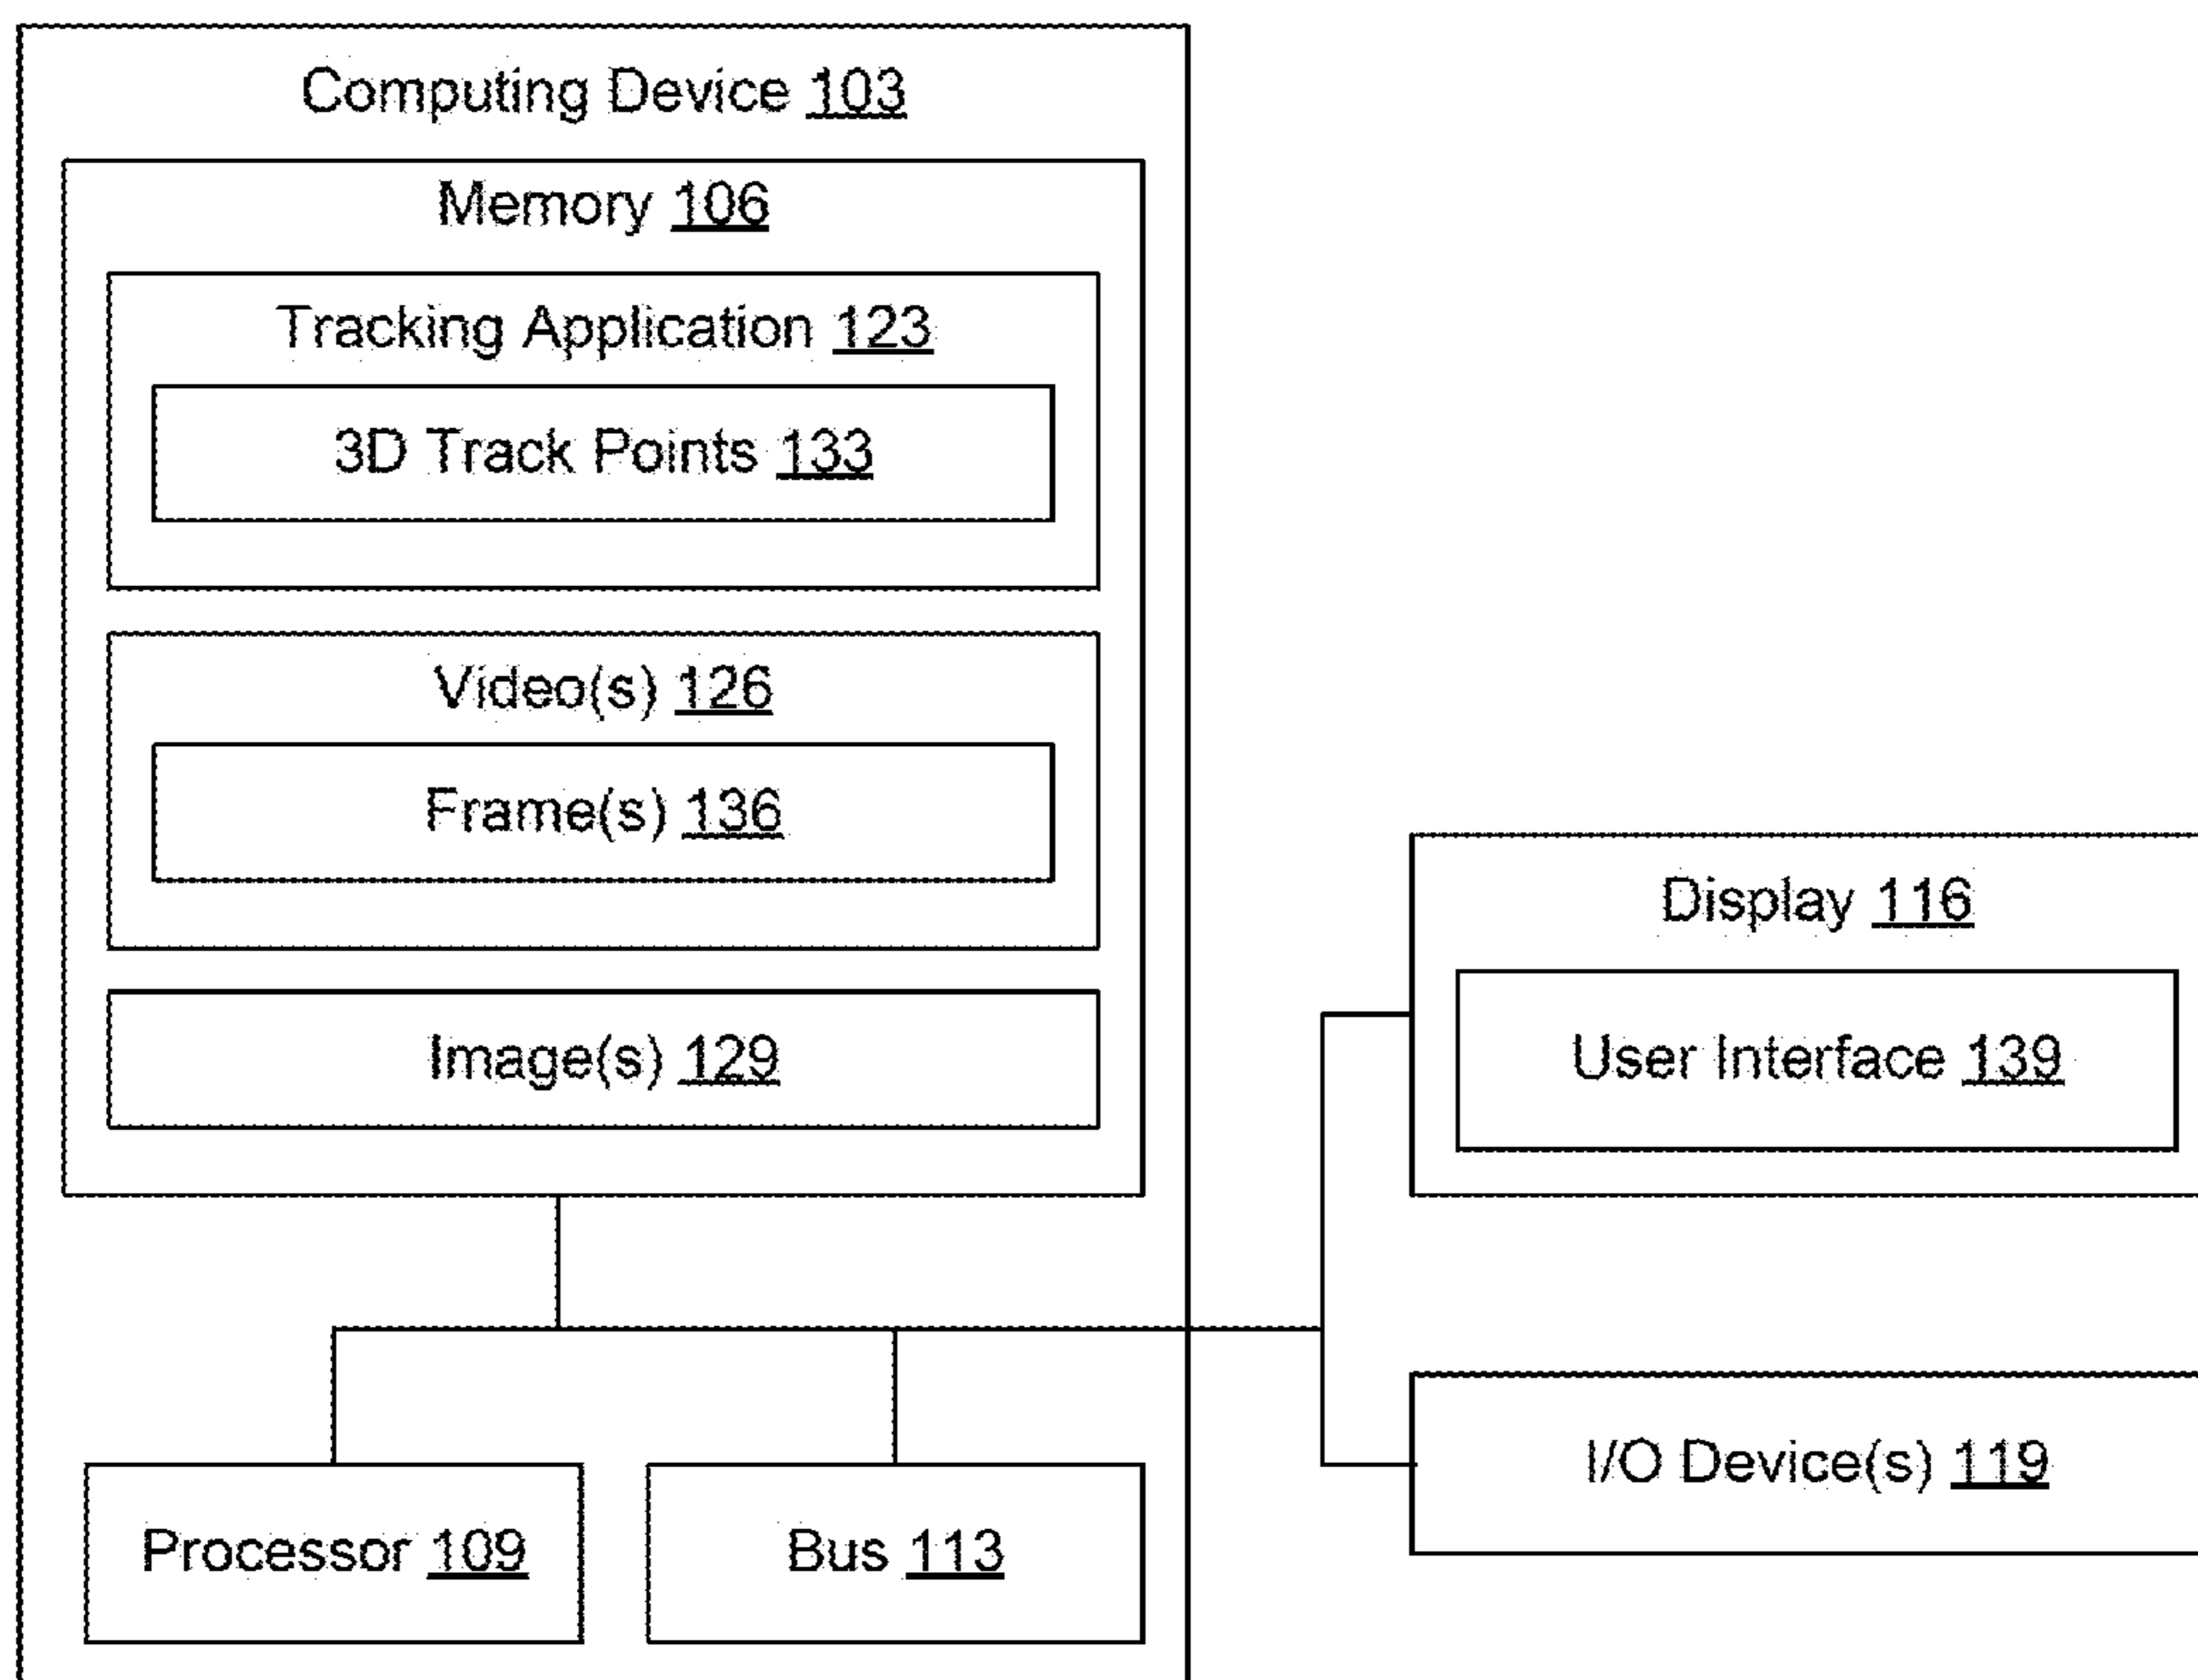 Computing Device 103
Memory 106
Tracking Application 123
3D Track Points 133
Video(s) 126
Frame(s) 136
Image(s) 129
Display 116
User Interface 139
I/O Device(s) 119
Processor 109
Bus 113